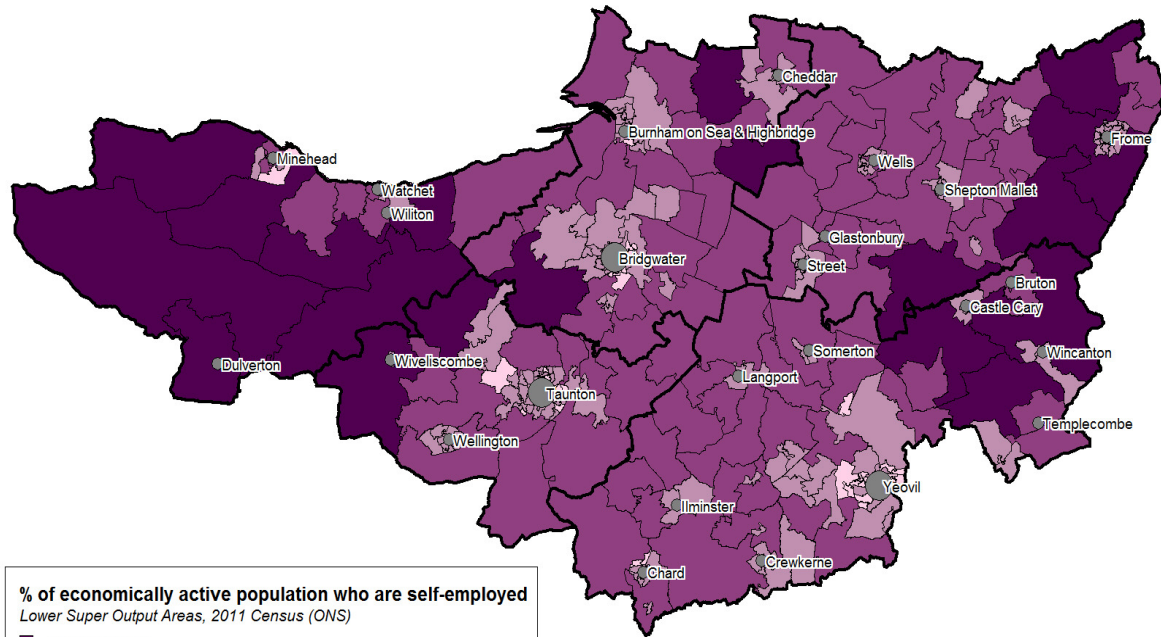 Cheddar
Burnham on Sea & Highbridge
Frome
Minehead
Wells
Watchet
Shepton Mallet
Wiliton
Glastonbury
Bridgwater
Street
Bruton
Castle Cary
Somerton
Wincanton
Dulverton
Wiveliscombe
Langport
Taunton
Templecombe
Wellington
Yeovil
Ilminster
Crewkerne
Chard
% of economically active population who are self-employed
Lower Super Output Areas, 2011 Census (ONS)